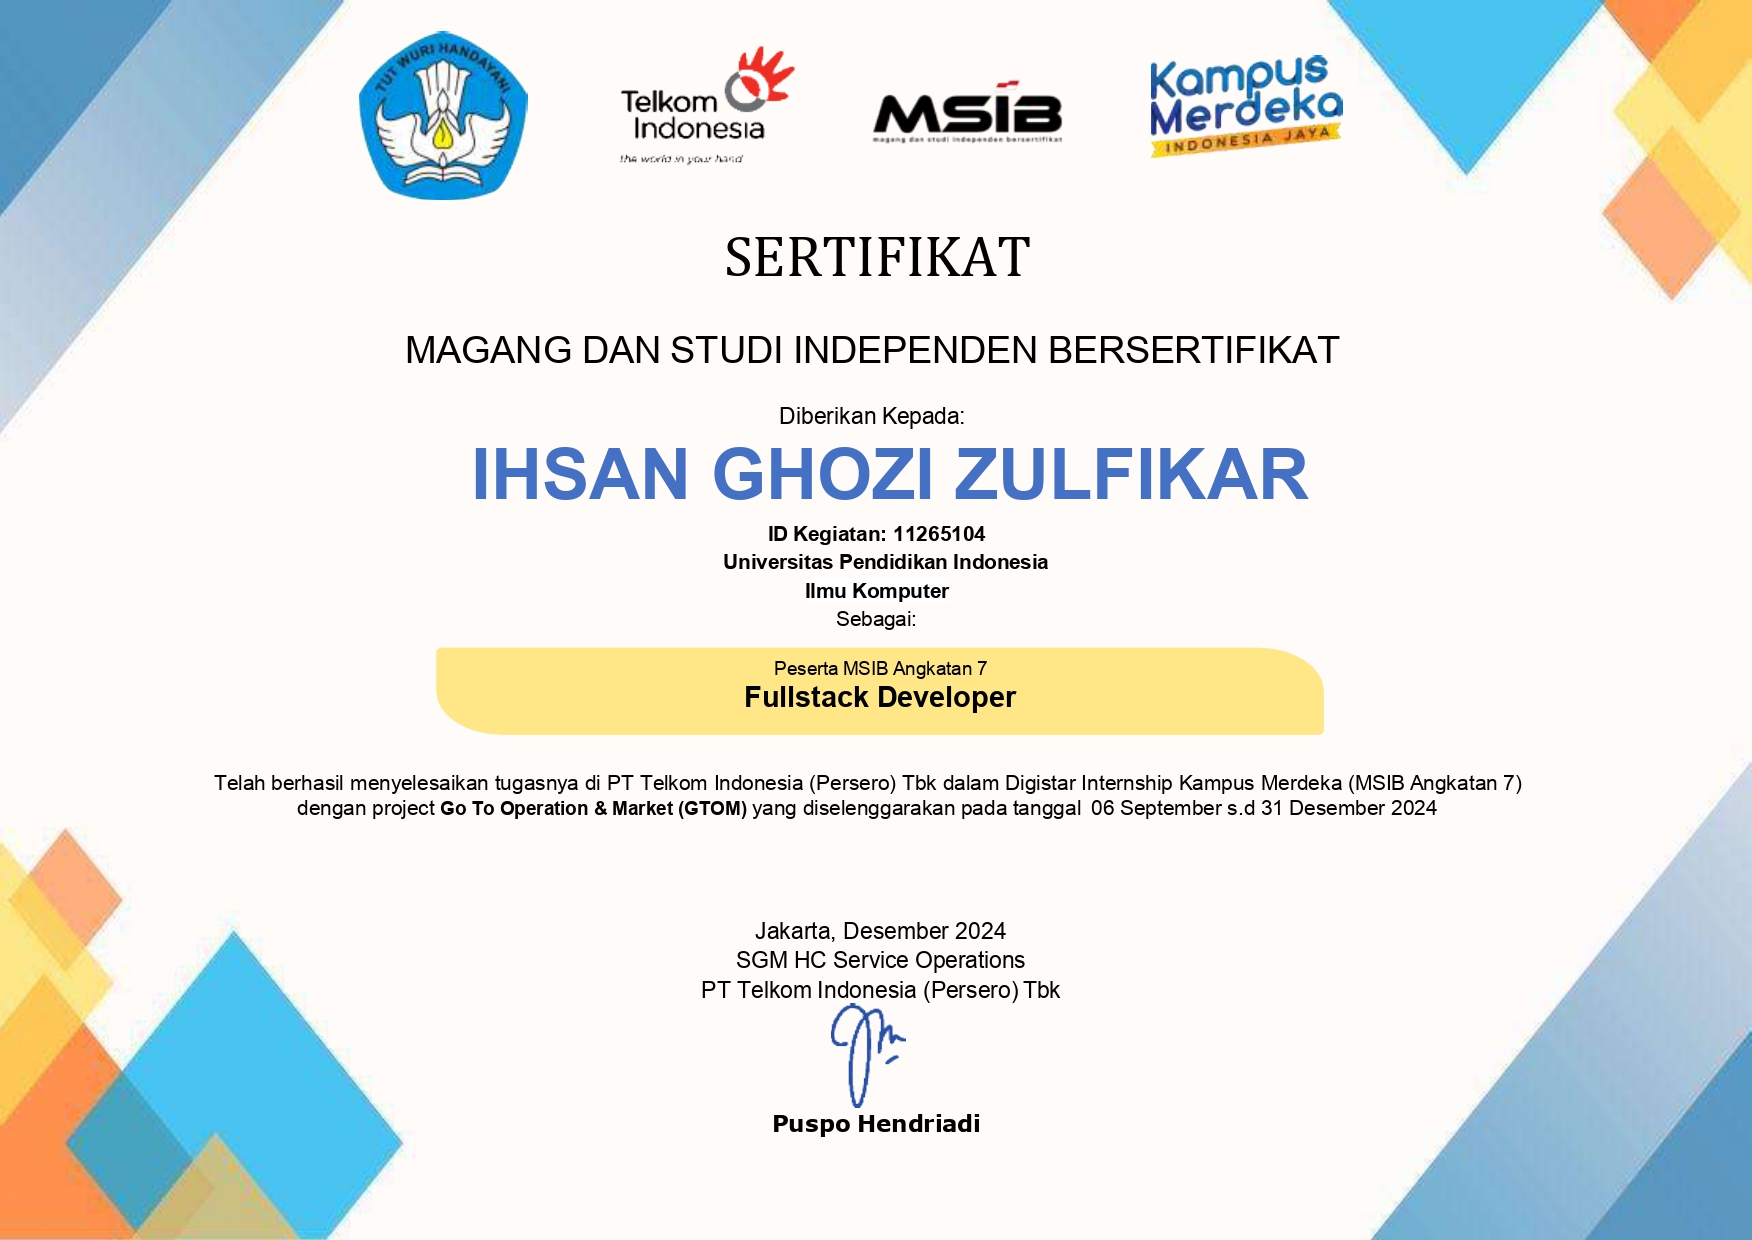 TUT WURI HANDAYANI
Telkom
Indonesia
the world in your hand
MSIB
magang dan studi independen bersertifikat
Kampus
Merdeka
INDONESIA JAYA
SERTIFIKAT
MAGANG DAN STUDI INDEPENDEN BERSERTIFIKAT
Diberikan Kepada:
IHSAN GHOZI ZULFIKAR
ID Kegiatan: 11265104
Universitas Pendidikan Indonesia
Ilmu Komputer
Sebagai:
Peserta MSIB Angkatan 7
Fullstack Developer
Telah berhasil menyelesaikan tugasnya di PT Telkom Indonesia (Persero) Tbk dalam Digistar Internship Kampus Merdeka (MSIB Angkatan 7)
dengan project Go To Operation & Market (GTOM) yang diselenggarakan pada tanggal 06 September s.d 31 Desember 2024
Jakarta, Desember 2024
SGM HC Service Operations
PT Telkom Indonesia (Persero) Tbk
Puspo Hendriadi